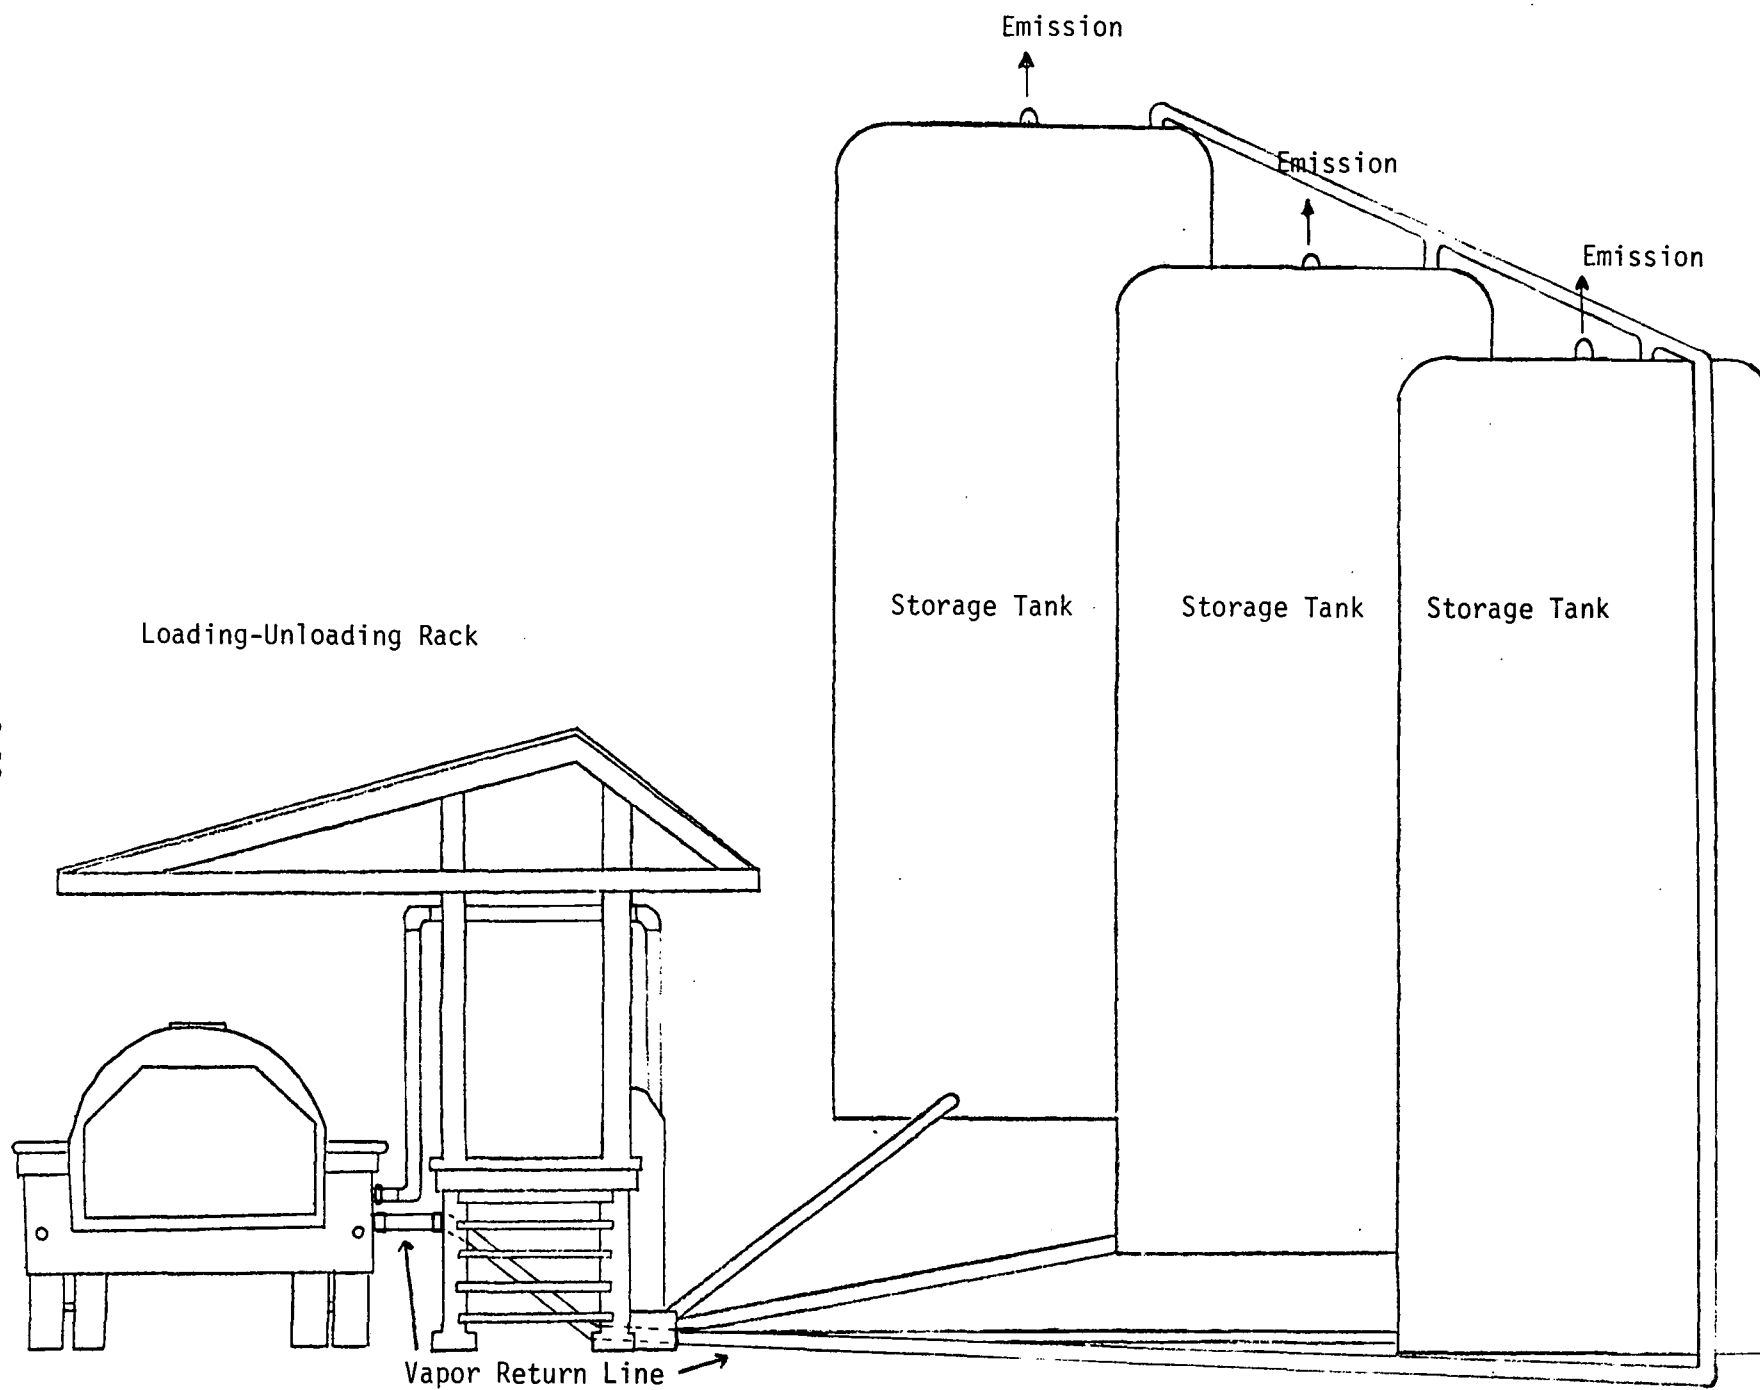 Emission
Emission
Emission
Storage Tank
Storage Tank
Storage Tank
Loading-Unloading Rack
Vapor Return Line